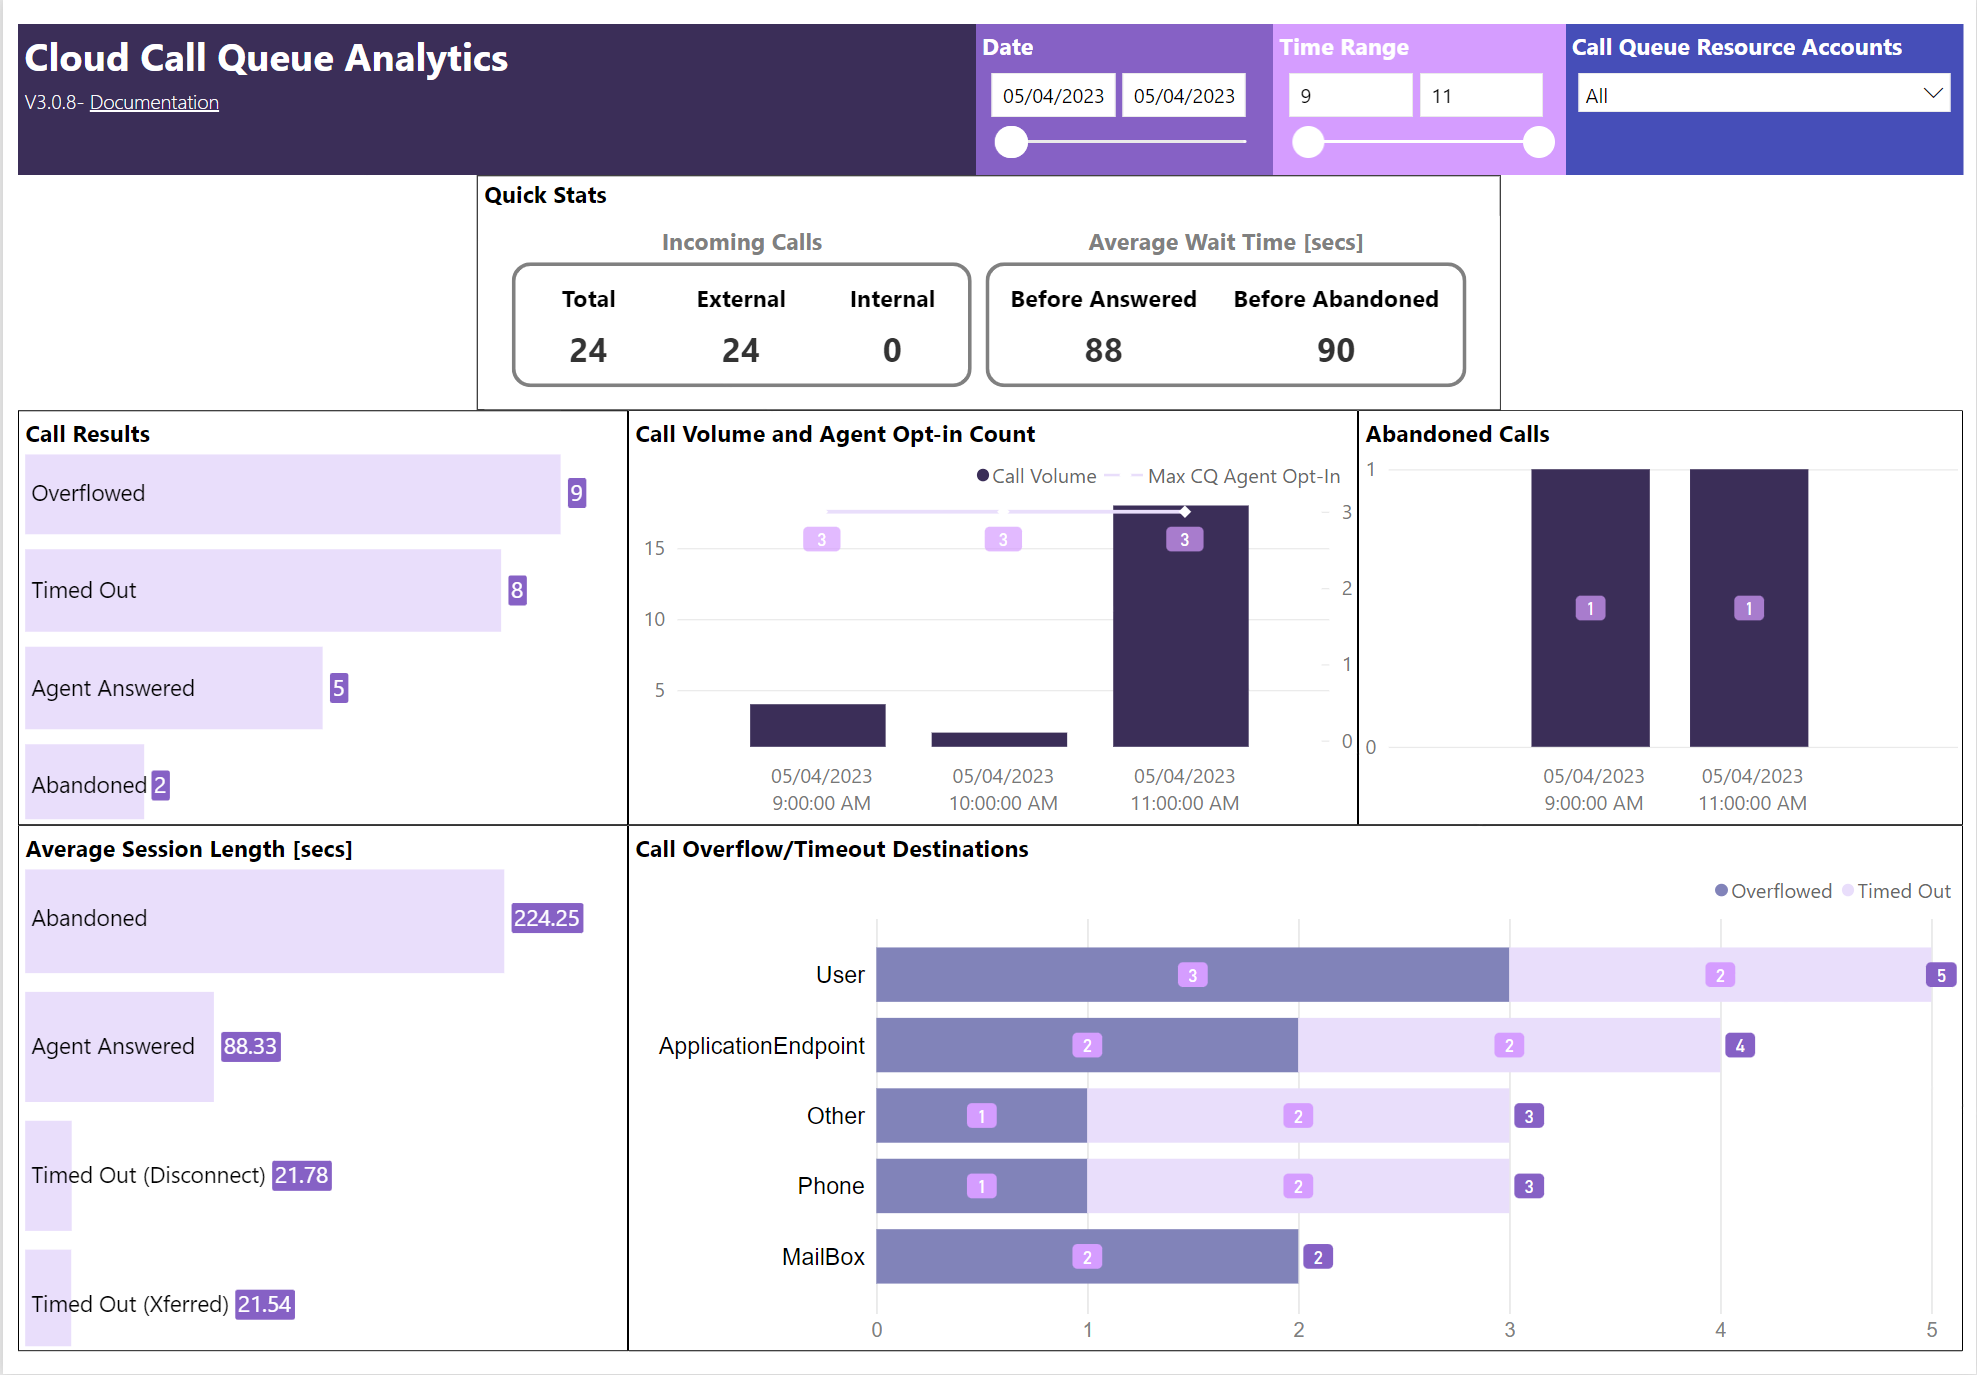 Cloud Call Queue Analytics
V3.0.8- Documentation
Date
05/04/2023 05/04/2023
Time Range
9 11
Call Queue Resource Accounts
All
Quick Stats
Incoming Calls
Total External Internal
24 24 0
Average Wait Time [secs]
Before Answered Before Abandoned
88 90
Call Results
Overflowed 9
Timed Out 8
Agent Answered 5
Abandoned 2
Call Volume and Agent Opt-in Count
Call Volume Max CQ Agent Opt-In
3
3 3 3
15
2
10
1
5
0
05/04/2023 05/04/2023 05/04/2023
9:00:00 AM 10:00:00 AM 11:00:00 AM
Abandoned Calls
1
1 1
0
05/04/2023 05/04/2023
9:00:00 AM 11:00:00 AM
Average Session Length [secs]
Abandoned 224.25
Agent Answered 88.33
Timed Out (Disconnect) 21.78
Timed Out (Xferred) 21.54
Call Overflow/Timeout Destinations
Overflowed Timed Out
User 3 2 5
ApplicationEndpoint 2 2 4
Other 1 2 3
Phone 1 2 3
MailBox 2 2
0 1 2 3 4 5